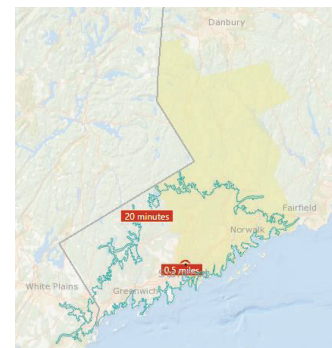 Danbury
20 minutes
Fairfield
Norwalk
0.5 miles
White Plains
Greenwich